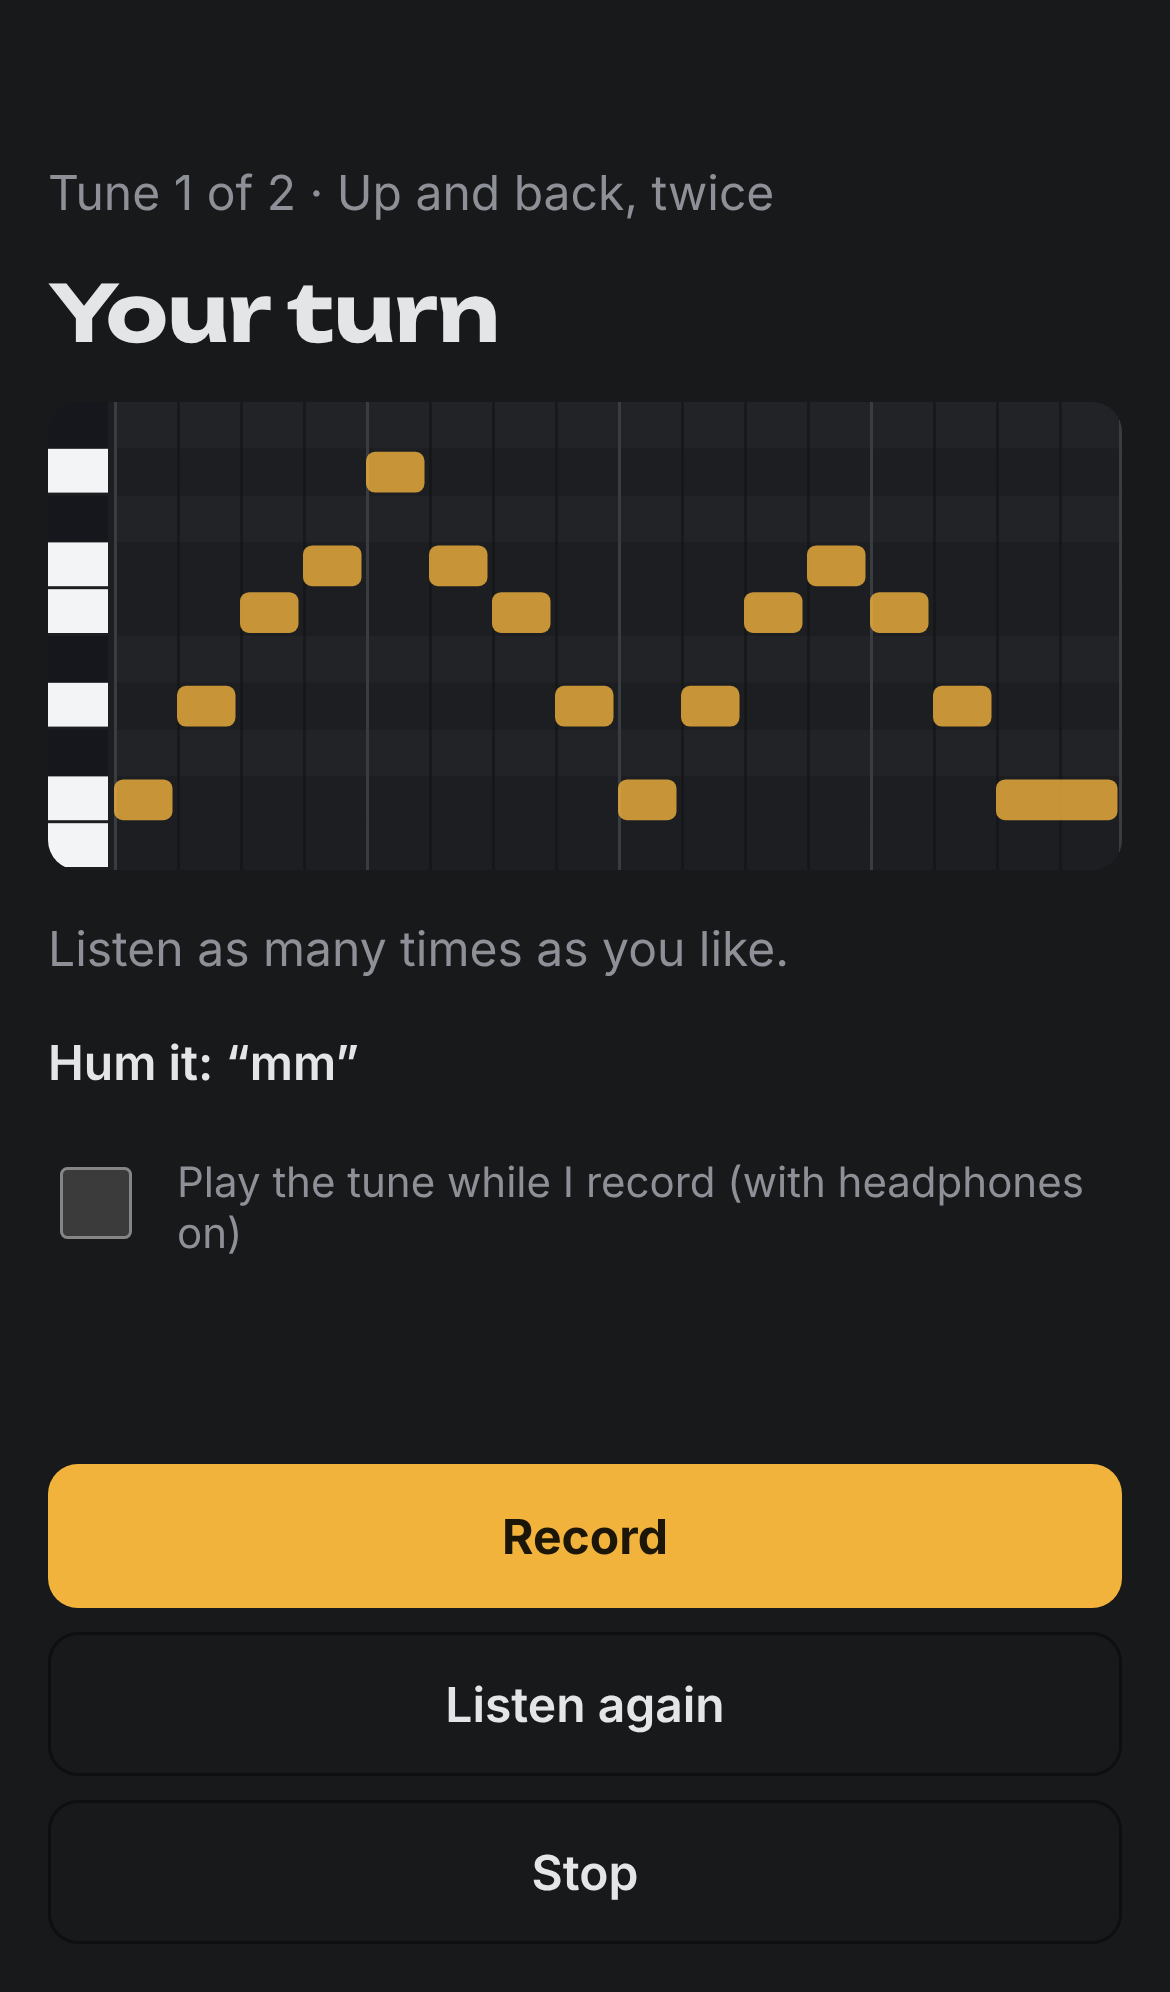 Tune 1 of 2 · Up and back, twice
Your turn
Listen as many times as you like.
Hum it: “mm”
Play the tune while I record (with headphones
on)
Record
Listen again
Stop